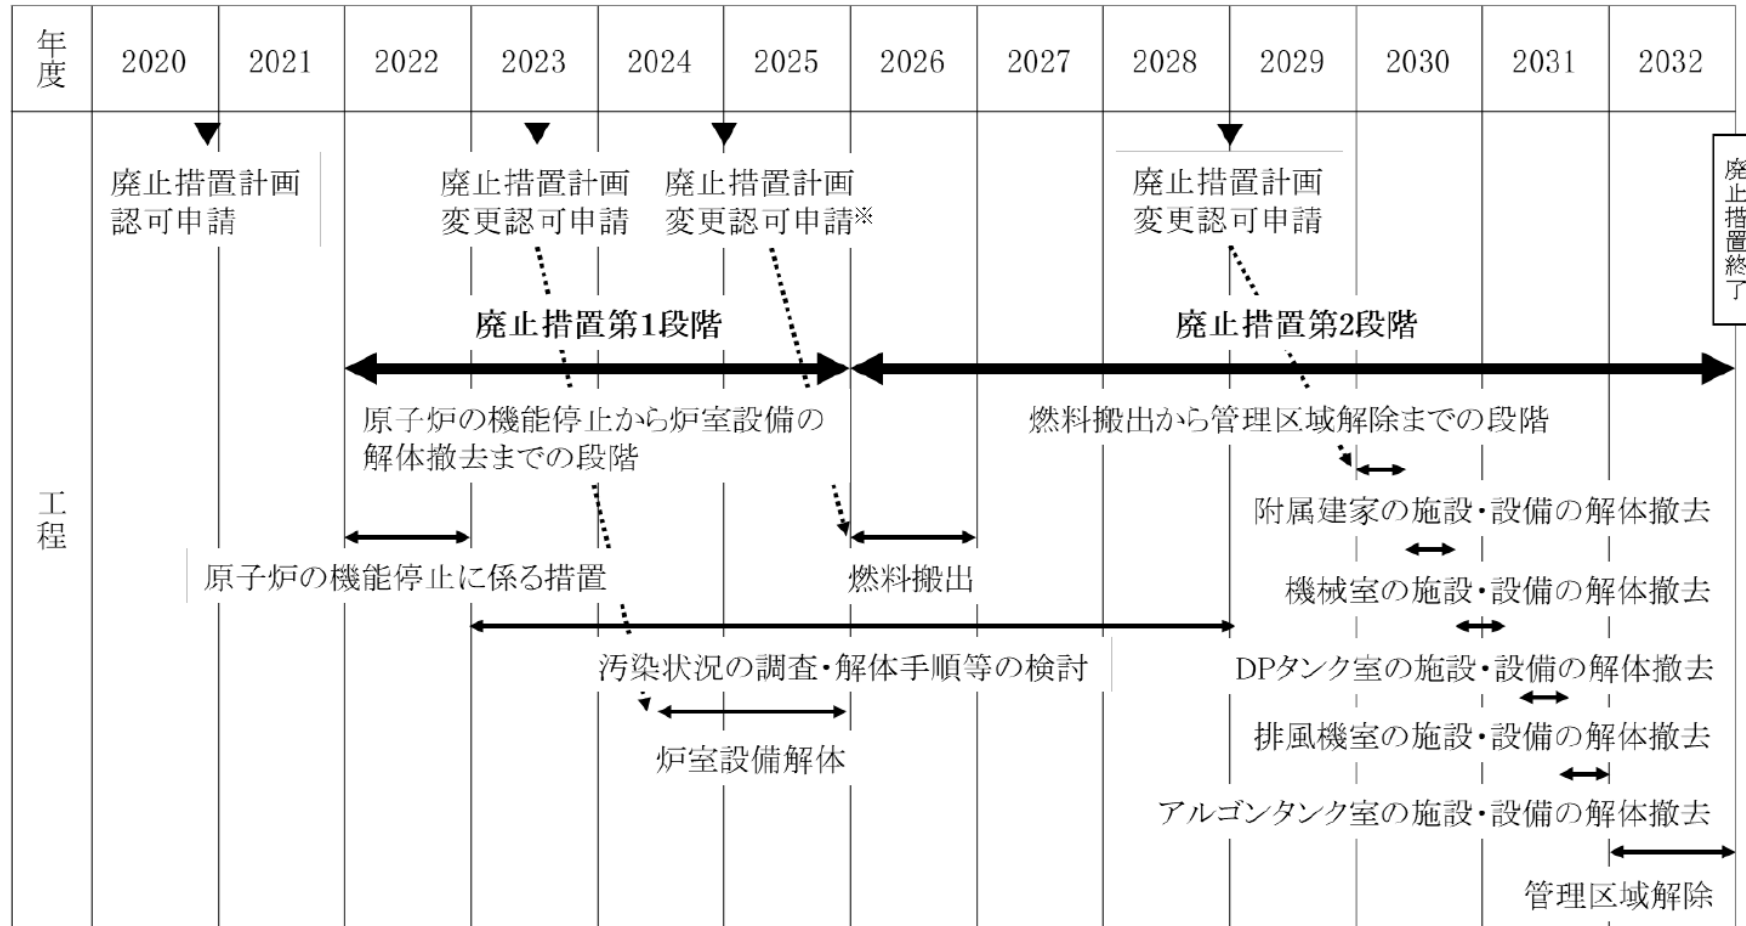 年度
2020
2021
2022
2023
2024
2025
2026
2027
2028
2029
2030
2031
2032
工程
廃止措置計画
認可申請
廃止措置計画
変更認可申請
廃止措置計画
変更認可申請※
廃止措置計画
変更認可申請
廃止措置終了
廃止措置第1段階
廃止措置第2段階
原子炉の機能停止から炉室設備の
解体撤去までの段階
燃料搬出から管理区域解除までの段階
附属建家の施設・設備の解体撤去
原子炉の機能停止に係る措置
燃料搬出
機械室の施設・設備の解体撤去
汚染状況の調査・解体手順等の検討
DPタンク室の施設・設備の解体撤去
炉室設備解体
排風機室の施設・設備の解体撤去
アルゴンタンク室の施設・設備の解体撤去
管理区域解除